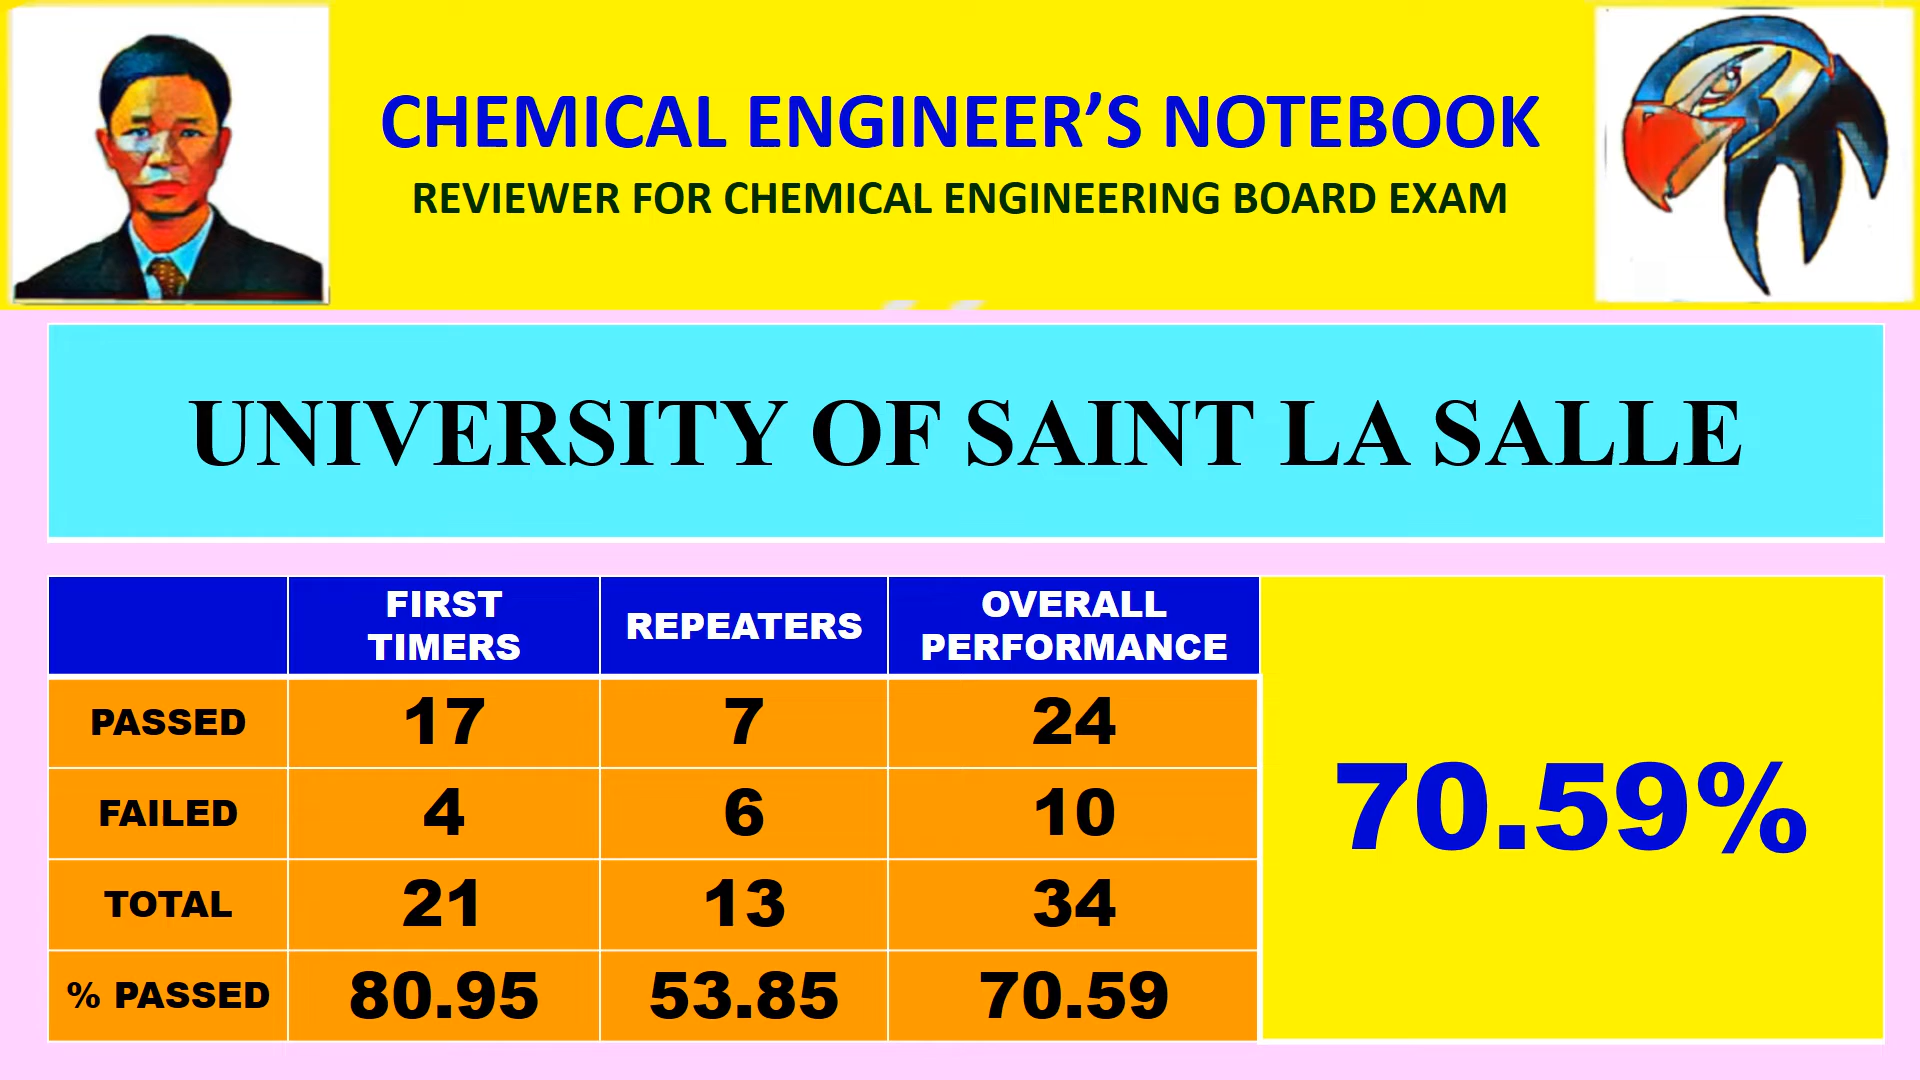 CHEMICAL ENGINEER’S NOTEBOOK
REVIEWER FOR CHEMICAL ENGINEERING BOARD EXAM
UNIVERSITY OF SAINT LA SALLE
FIRST TIMERS REPEATERS OVERALL PERFORMANCE
PASSED 17 7 24
FAILED 4 6 10
TOTAL 21 13 34
% PASSED 80.95 53.85 70.59
70.59%